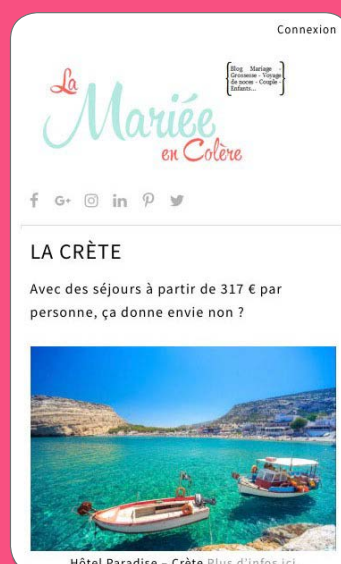 Connexion
La
Mariée
en Colère
Blog Mariage -
Grossesse - Voyage
de noces - Couple -
Enfants...
LA CRÈTE
Avec des séjours à partir de 317 € par
personne, ça donne envie non ?
Hôtel Paradise – Crète Plus d'infos ici